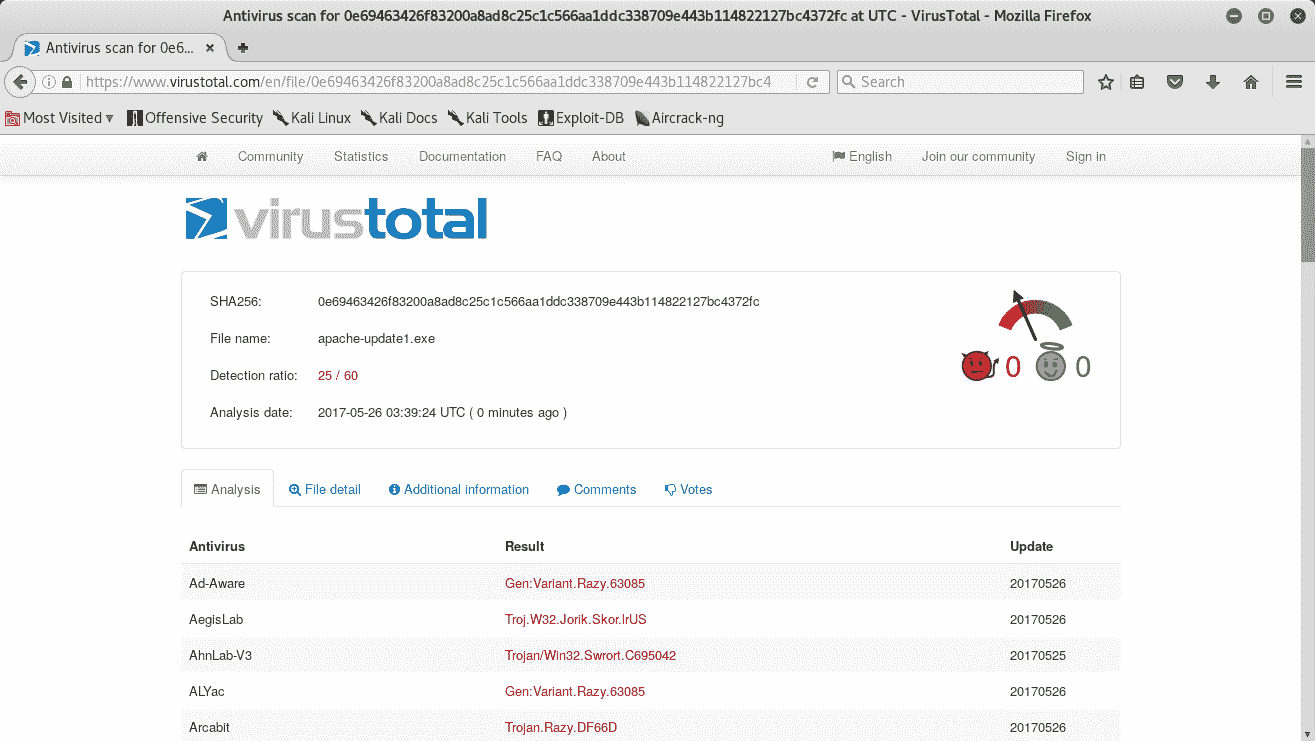 Antivirus scan for 0e69463426f83200a8ad8c25c1c566aa1ddc338709e443b114822127bc4372fc at UTC - VirusTotal - Mozilla Firefox
Antivirus scan for 0e6...
https://www.virustotal.com/en/file/0e69463426f83200a8ad8c25c1c566aa1ddc338709e443b114822127bc4 Search
Most Visited Offensive Security Kali Linux Kali Docs Kali Tools Exploit-DB Aircrack-ng
Community Statistics Documentation FAQ About English Join our community Sign in
virustotal
SHA256: 0e69463426f83200a8ad8c25c1c566aa1ddc338709e443b114822127bc4372fc
File name: apache-update1.exe
Detection ratio: 25 / 60
0 0
Analysis date: 2017-05-26 03:39:24 UTC ( 0 minutes ago )
Analysis File detail Additional information Comments Votes
Antivirus Result Update
Ad-Aware Gen:Variant.Razy.63085 20170526
AegisLab Troj.W32.Jorik.Skor.lrUS 20170526
AhnLab-V3 Trojan/Win32.Swrort.C695042 20170525
ALYac Gen:Variant.Razy.63085 20170526
Arcabit Trojan.Razy.DF66D 20170526